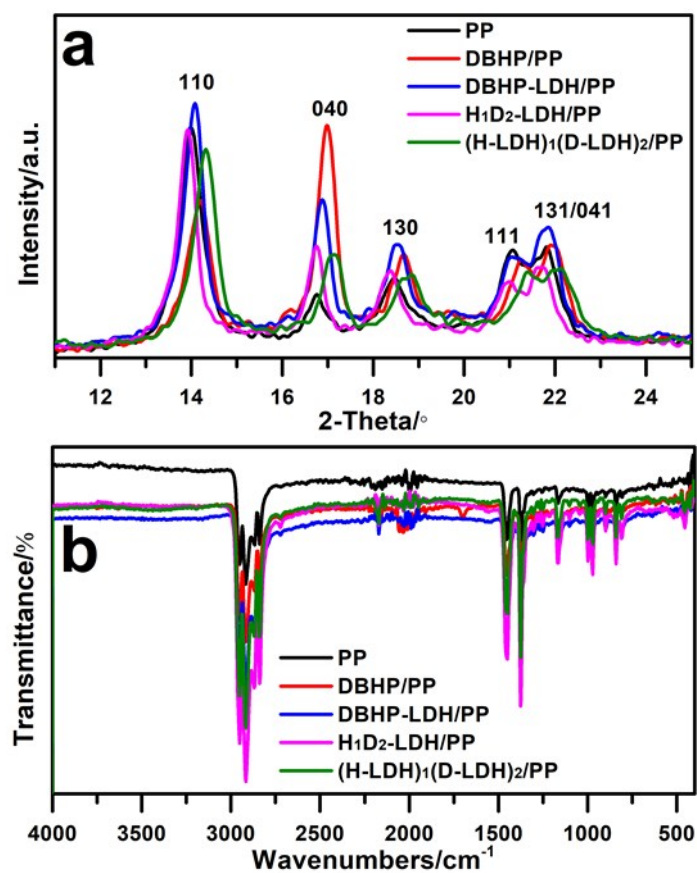 a
PP
DBHP/PP
DBHP-LDH/PP
H₁D₂-LDH/PP
(H-LDH)₁(D-LDH)₂/PP
110
040
130
111
131/041
Intensity/a.u.
12 14 16 18 20 22 24
2-Theta/°
b
PP
DBHP/PP
DBHP-LDH/PP
H₁D₂-LDH/PP
(H-LDH)₁(D-LDH)₂/PP
Transmittance/%
4000 3500 3000 2500 2000 1500 1000 500
Wavenumbers/cm⁻¹